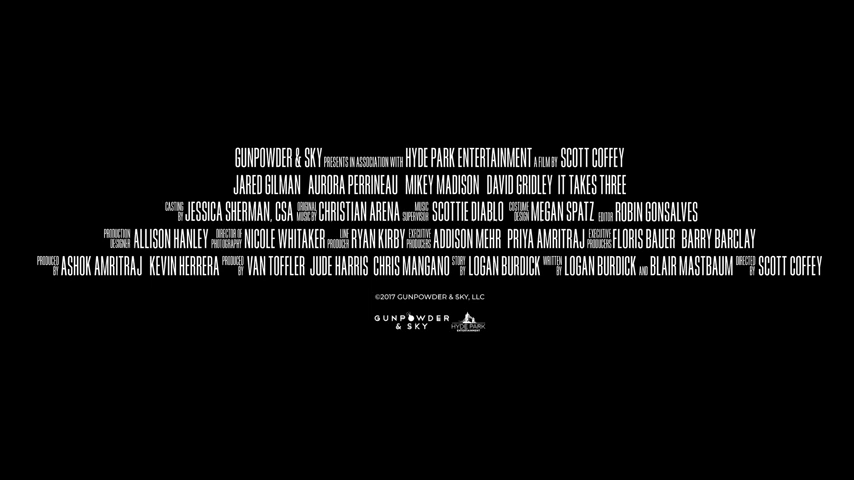 GUNPOWDER & SKY PRESENTS IN ASSOCIATION WITH HYDE PARK ENTERTAINMENT A FILM BY SCOTT COFFEY
JARED GILMAN AURORA PERRINEAU MIKEY MADISON DAVID GRIDLEY IT TAKES THREE
CASTING BY JESSICA SHERMAN, CSA ORIGINAL MUSIC BY CHRISTIAN ARENA MUSIC SUPERVISOR SCOTTIE DIABLO COSTUME DESIGN MEGAN SPATZ EDITOR ROBIN GONSALVES
PRODUCTION DESIGNER ALLISON HANLEY DIRECTOR OF PHOTOGRAPHY NICOLE WHITAKER LINE PRODUCER RYAN KIRBY EXECUTIVE PRODUCERS ADDISON MEHR PRIYA AMRITRAJ EXECUTIVE PRODUCERS FLORIS BAUER BARRY BARCLAY
PRODUCED BY ASHOK AMRITRAJ KEVIN HERRERA PRODUCED BY VAN TOFFLER JUDE HARRIS CHRIS MANGANO STORY BY LOGAN BURDICK WRITTEN BY LOGAN BURDICK AND BLAIR MASTBAUM DIRECTED BY SCOTT COFFEY
©2017 GUNPOWDER & SKY, LLC
GUNPOWDER & SKY
HYDE PARK ENTERTAINMENT